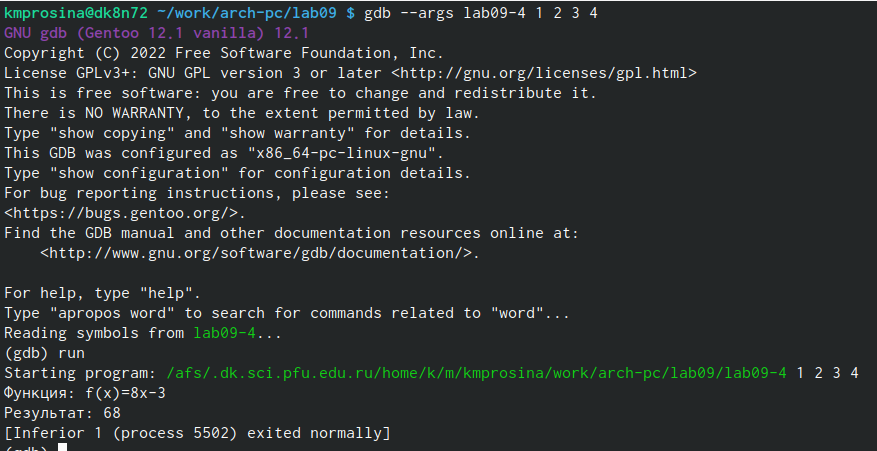 kmprosina@dk8n72 ~/work/arch-pc/lab09 $ gdb --args lab09-4 1 2 3 4
GNU gdb (Gentoo 12.1 vanilla) 12.1
Copyright (C) 2022 Free Software Foundation, Inc.
License GPLv3+: GNU GPL version 3 or later <http://gnu.org/licenses/gpl.html>
This is free software: you are free to change and redistribute it.
There is NO WARRANTY, to the extent permitted by law.
Type "show copying" and "show warranty" for details.
This GDB was configured as "x86_64-pc-linux-gnu".
Type "show configuration" for configuration details.
For bug reporting instructions, please see:
<https://bugs.gentoo.org/>.
Find the GDB manual and other documentation resources online at:
    <http://www.gnu.org/software/gdb/documentation/>.

For help, type "help".
Type "apropos word" to search for commands related to "word"...
Reading symbols from lab09-4...
(gdb) run
Starting program: /afs/.dk.sci.pfu.edu.ru/home/k/m/kmprosina/work/arch-pc/lab09/lab09-4 1 2 3 4
Функция: f(x)=8x-3
Результат: 68
[Inferior 1 (process 5502) exited normally]
(gdb)